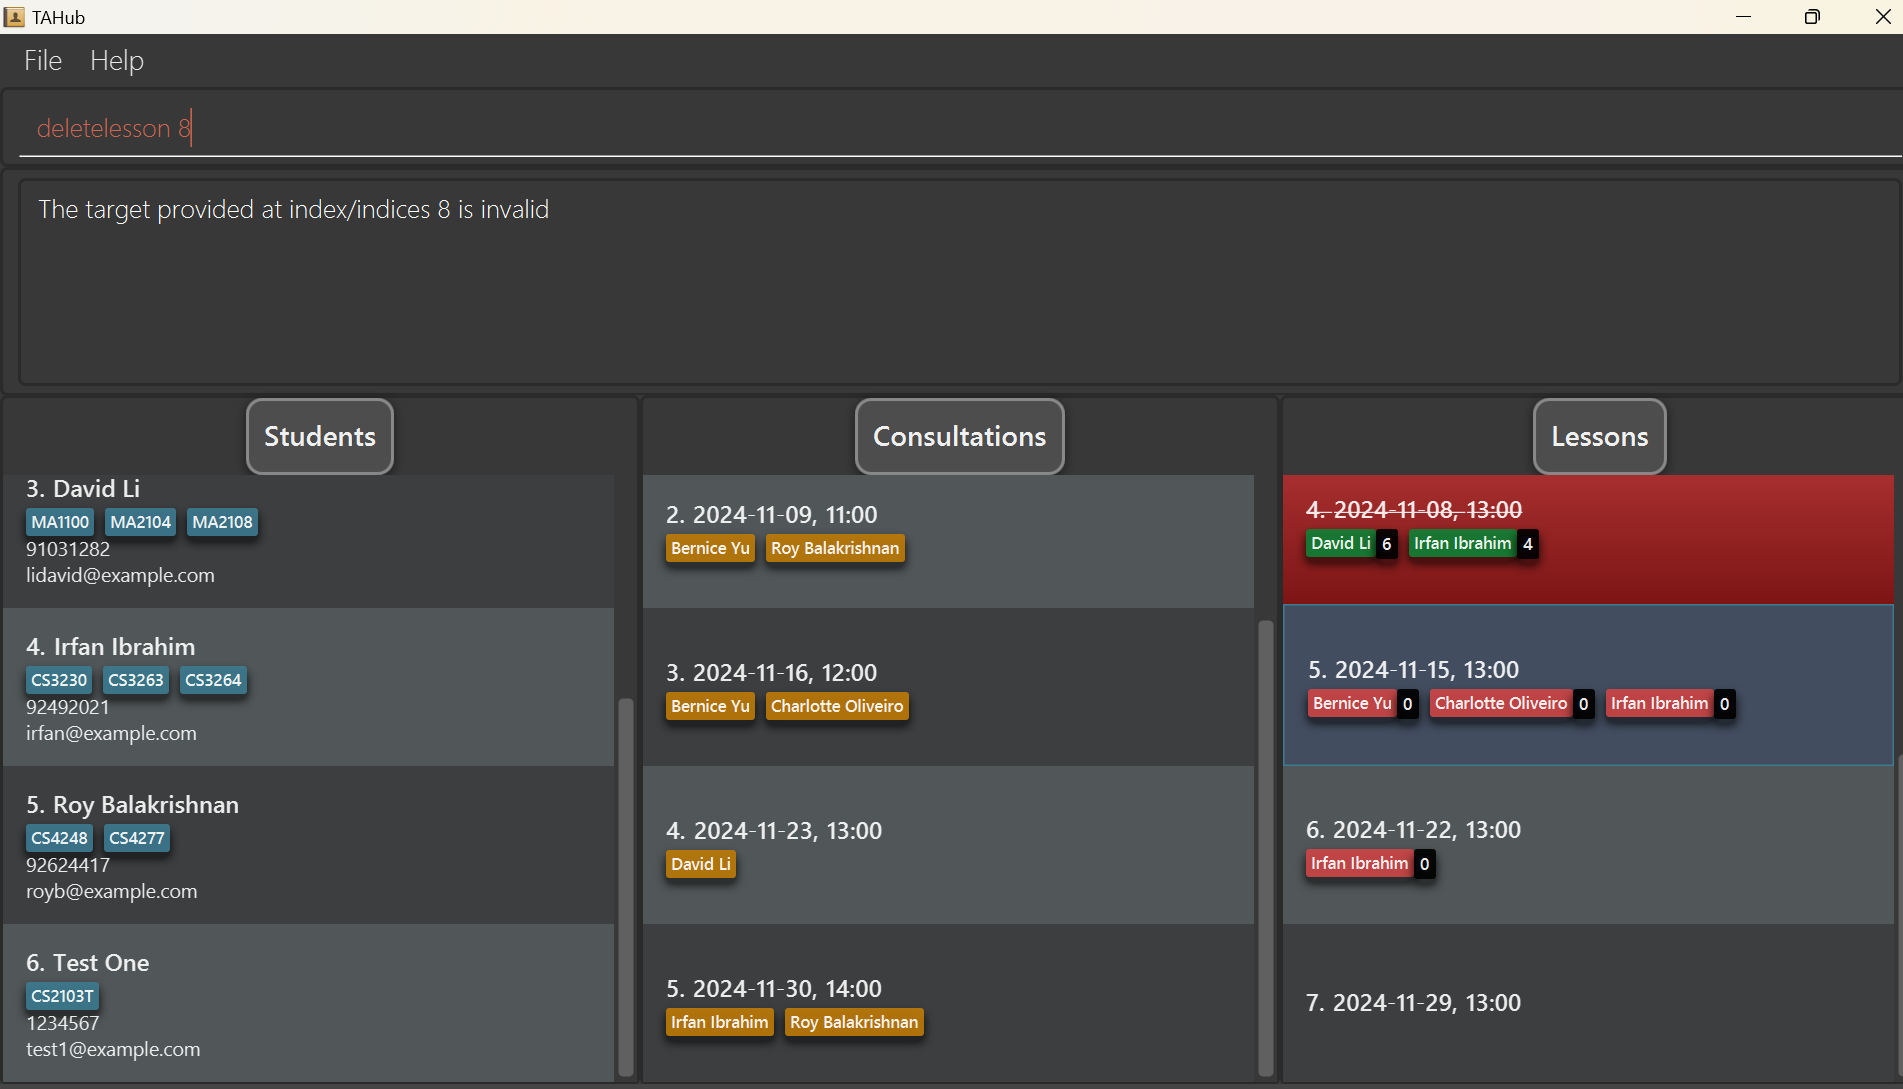 TAHub
File Help
deletelesson 8
The target provided at index/indices 8 is invalid
Students
3. David Li
MA1100 MA2104 MA2108
91031282
lidavid@example.com
4. Irfan Ibrahim
CS3230 CS3263 CS3264
92492021
irfan@example.com
5. Roy Balakrishnan
CS4248 CS4277
92624417
royb@example.com
6. Test One
CS2103T
1234567
test1@example.com
Consultations
2. 2024-11-09, 11:00
Bernice Yu Roy Balakrishnan
3. 2024-11-16, 12:00
Bernice Yu Charlotte Oliveiro
4. 2024-11-23, 13:00
David Li
5. 2024-11-30, 14:00
Irfan Ibrahim Roy Balakrishnan
Lessons
4. 2024-11-08, 13:00
David Li 6 Irfan Ibrahim 4
5. 2024-11-15, 13:00
Bernice Yu 0 Charlotte Oliveiro 0 Irfan Ibrahim 0
6. 2024-11-22, 13:00
Irfan Ibrahim 0
7. 2024-11-29, 13:00